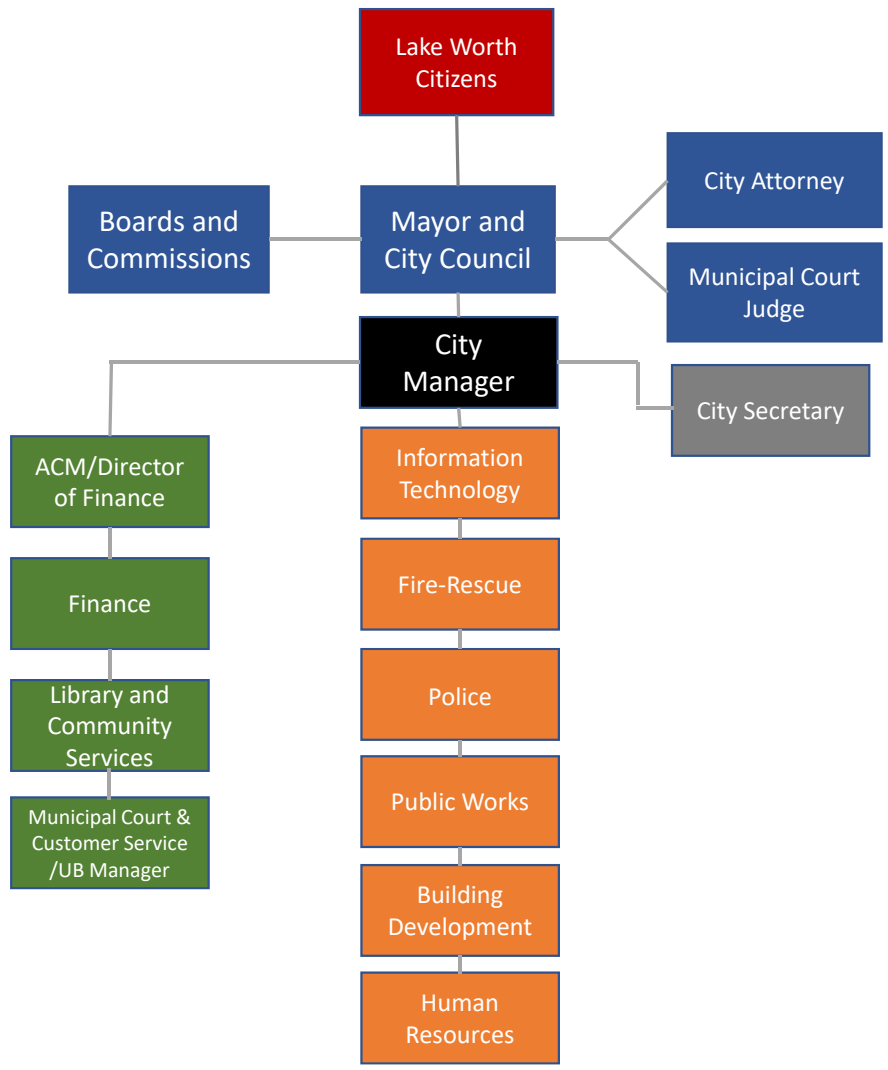 Lake Worth
Citizens
Boards and
Commissions
Mayor and
City Council
City Attorney
Municipal Court
Judge
City
Manager
City Secretary
ACM/Director
of Finance
Finance
Library and
Community
Services
Municipal Court &
Customer Service
/UB Manager
Information
Technology
Fire-Rescue
Police
Public Works
Building
Development
Human
Resources